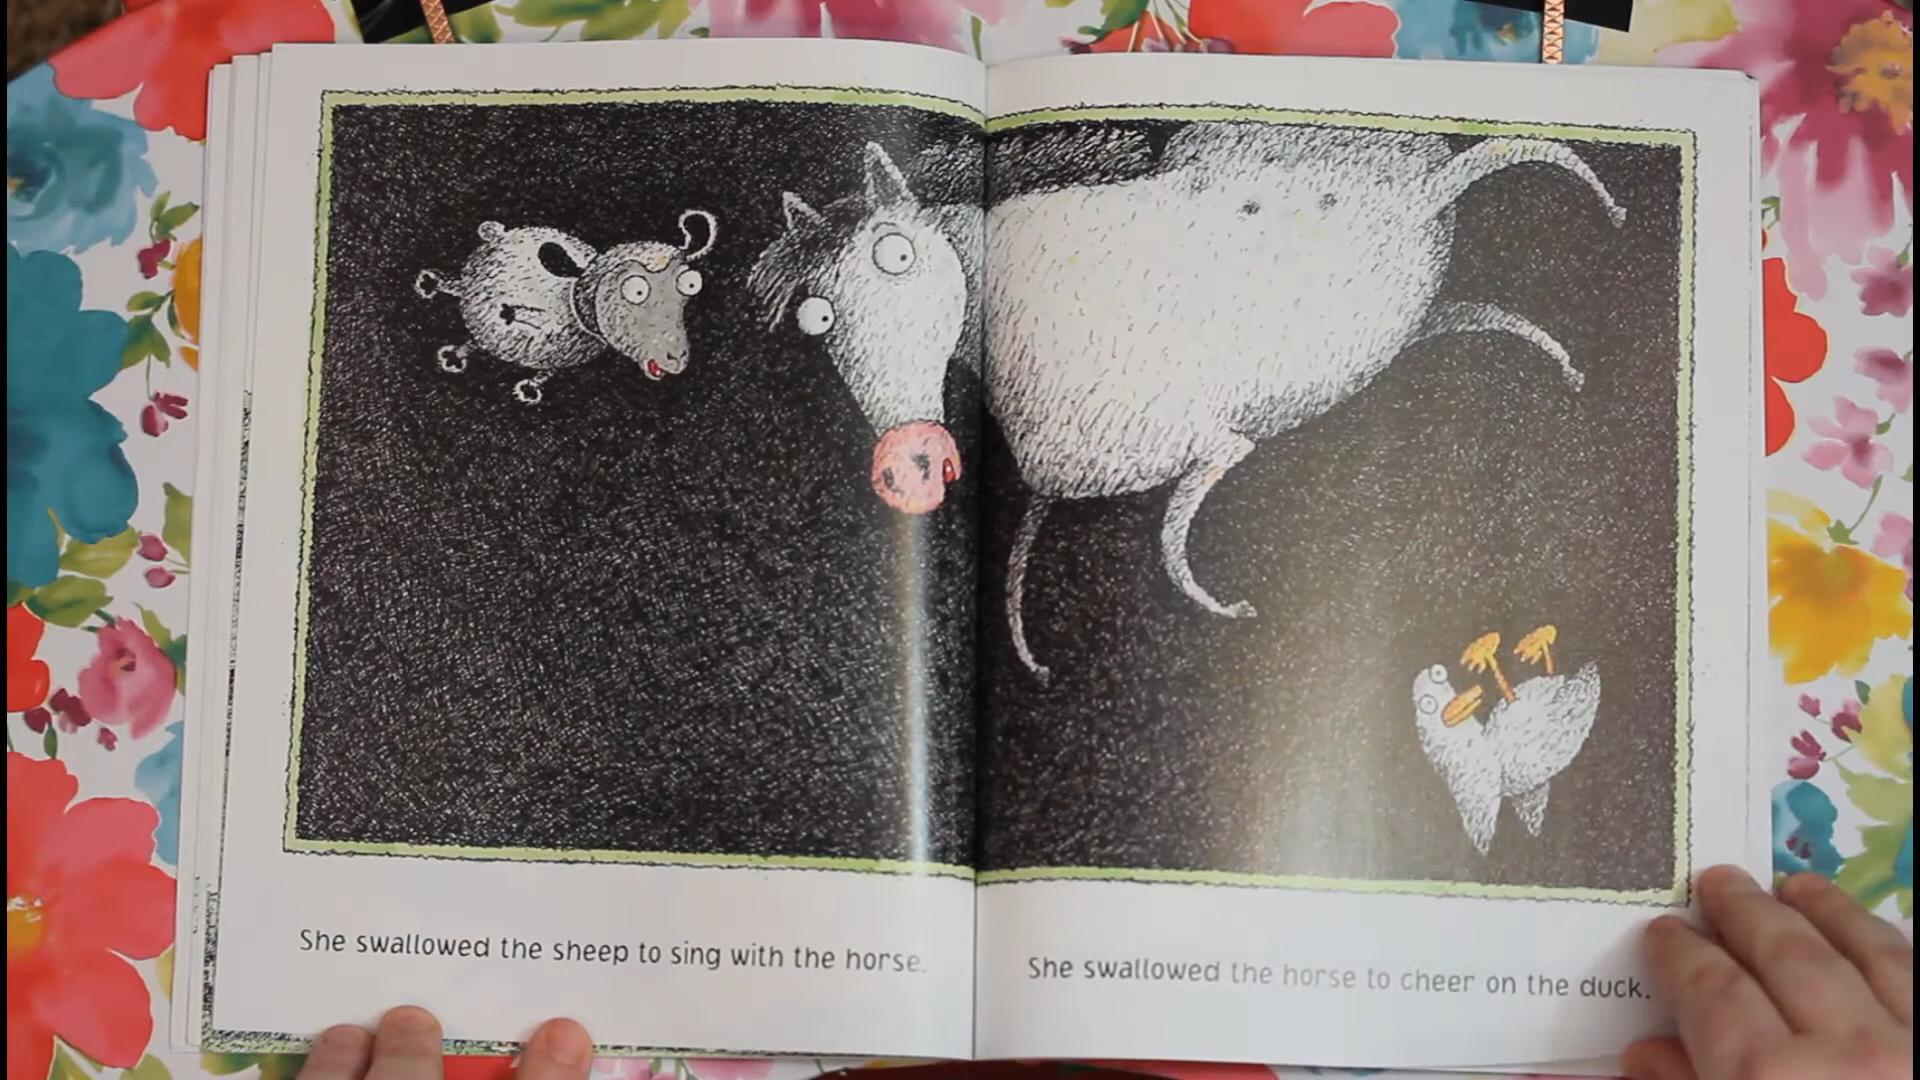 She swallowed the sheep to sing with the horse.
She swallowed the horse to cheer on the duck.